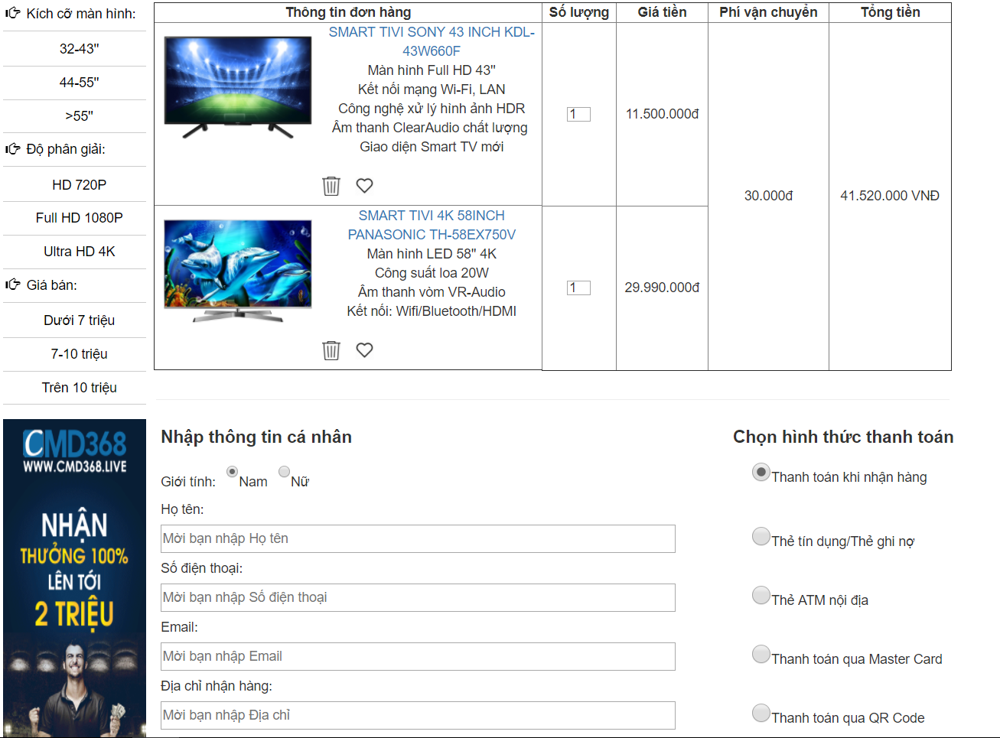 Kích cỡ màn hình:
32-43"
44-55"
>55"
Độ phân giải:
HD 720P
Full HD 1080P
Ultra HD 4K
Giá bán:
Dưới 7 triệu
7-10 triệu
Trên 10 triệu
CMD368
WWW.CMD368.LIVE
NHẬN
THƯỞNG 100%
LÊN TỚI
2 TRIỆU
Thông tin đơn hàng
Số lượng
Giá tiền
Phí vận chuyển
Tổng tiền
SMART TIVI SONY 43 INCH KDL-
43W660F
Màn hình Full HD 43"
Kết nối mạng Wi-Fi, LAN
Công nghệ xử lý hình ảnh HDR
Âm thanh ClearAudio chất lượng
Giao diện Smart TV mới
1
11.500.000đ
30.000đ
41.520.000 VNĐ
SMART TIVI 4K 58INCH
PANASONIC TH-58EX750V
Màn hình LED 58" 4K
Công suất loa 20W
Âm thanh vòm VR-Audio
Kết nối: Wifi/Bluetooth/HDMI
1
29.990.000đ
Nhập thông tin cá nhân
Giới tính: Nam Nữ
Họ tên:
Mời bạn nhập Họ tên
Số điện thoại:
Mời bạn nhập Số điện thoại
Email:
Mời bạn nhập Email
Địa chỉ nhận hàng:
Mời bạn nhập Địa chỉ
Chọn hình thức thanh toán
Thanh toán khi nhận hàng
Thẻ tín dụng/Thẻ ghi nợ
Thẻ ATM nội địa
Thanh toán qua Master Card
Thanh toán qua QR Code